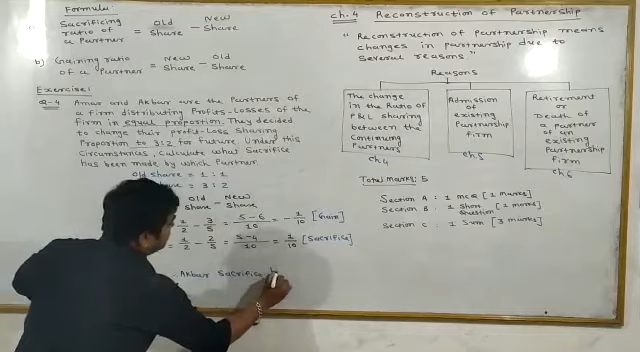 Formula:
Sacrificing ratio of a Partner = Old Share - New Share
b) Gaining ratio of a Partner = New Share - Old Share
Exercise:
Q-4 Amar and Akbar are the Partners of
a firm distributing Profits-Losses of the
firm in equal proportion. They decided
to change their profit-Loss Sharing
Proportion to 3:2 for future under this
Circumstances, Calculate what Sacrifice
has been made by which Partner
Old Share = 1 : 1
= 3 : 2
Old Share - New Share
1/2 - 3/5 = 5-6/10 = -1/10 [Gain]
= 1/2 - 2/5 = 5-4/10 = 1/10 [Sacrifice]
∴ Akbar Sacrifice
ch.4 Reconstruction of Partnership
" Reconstruction of partnership means
changes in partnership due to
several reasons. "
Reasons
The change
in the Ratio of
P&L sharing
between the
Continuing
Partners
ch.4
Admission
of
existing
Partnership
firm
ch.5
Retirement
or
Death of
a partner
of an
existing
Partnership
firm
ch.6
Total marks: 5
Section A : 1 mcq [1 marks]
Section B : 1 Short Question [1 marks]
Section C : 1 Sum [3 marks]